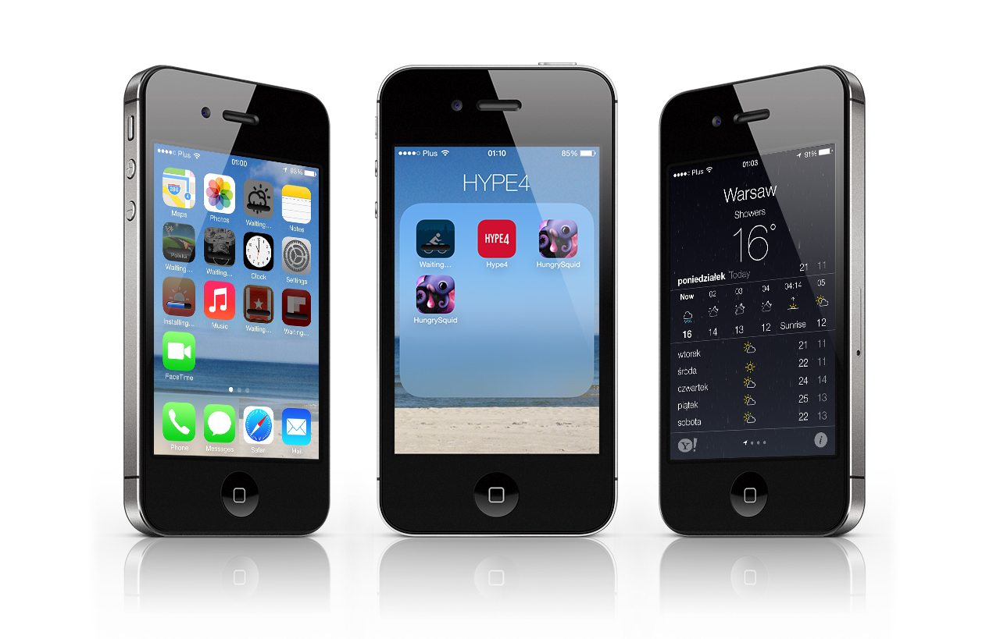 Plus
01:00
93%
280
Maps
Photos
Waiting...
Notes
Polska
Waiting...
Waiting...
Clock
Settings
Installing...
Music
Waiting...
Waiting...
FaceTime
Phone
Messages
Safari
Mail
Plus
01:10
85%
HYPE4
HYPE4
Waiting...
Hype4
HungrySquid
HungrySquid
Plus
01:03
91%
Warsaw
Showers
16°
poniedziałek Today 21 11
Now 02 03 04 04:14 05
16 14 13 12 Sunrise 12
wtorek 21 11
środa 22 11
czwartek 24 14
piątek 25 13
sobota 22 13
Y!
i